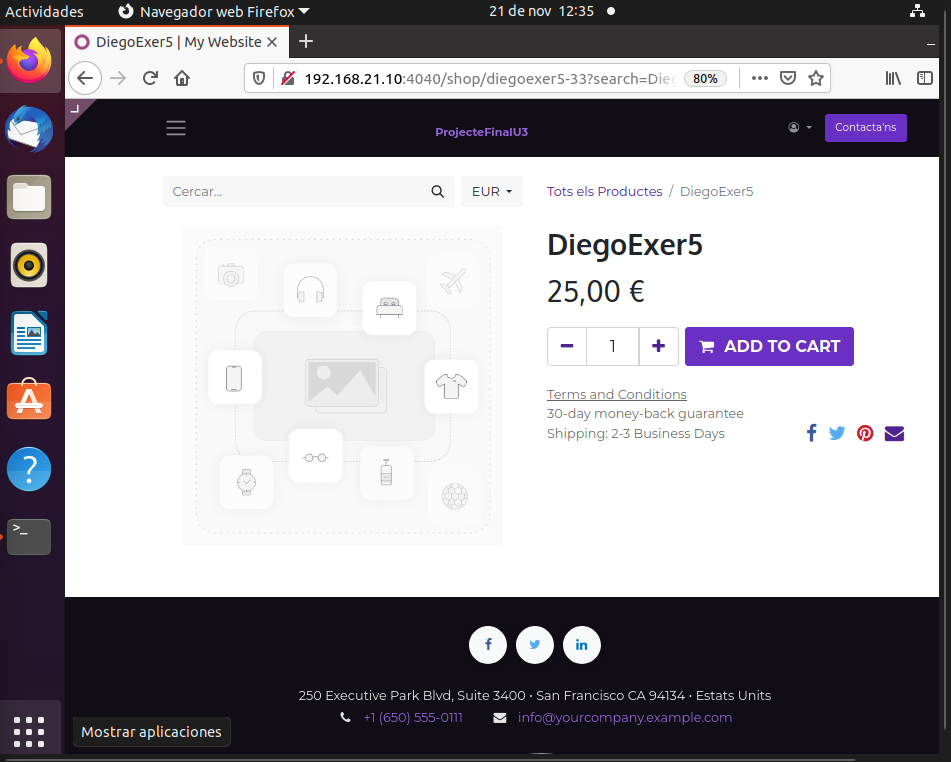 Actividades
Navegador web Firefox
21 de nov 12:35
DiegoExer5 | My Website
192.168.21.10:4040/shop/diegoexer5-33?search=Die
80%
ProjecteFinalU3
Contacta'ns
Cercar...
EUR
Tots els Productes / DiegoExer5
DiegoExer5
25,00 €
1
ADD TO CART
Terms and Conditions
30-day money-back guarantee
Shipping: 2-3 Business Days
250 Executive Park Blvd, Suite 3400 • San Francisco CA 94134 • Estats Units
+1 (650) 555-0111 info@yourcompany.example.com
Mostrar aplicaciones